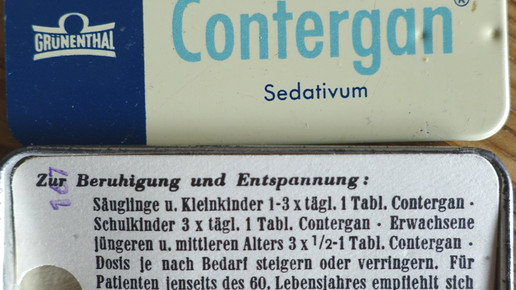 GRÜNENTHAL
Contergan®
Sedativum
Zur Beruhigung und Entspannung:
Säuglinge u. Kleinkinder 1-3 x tägl. 1 Tabl. Contergan ·
Schulkinder 3 x tägl. 1 Tabl. Contergan · Erwachsene
jüngeren u. mittleren Alters 3 x 1/2-1 Tabl. Contergan ·
Dosis je nach Bedarf steigern oder verringern. Für
Patienten jenseits des 60. Lebensjahres empfiehlt sich